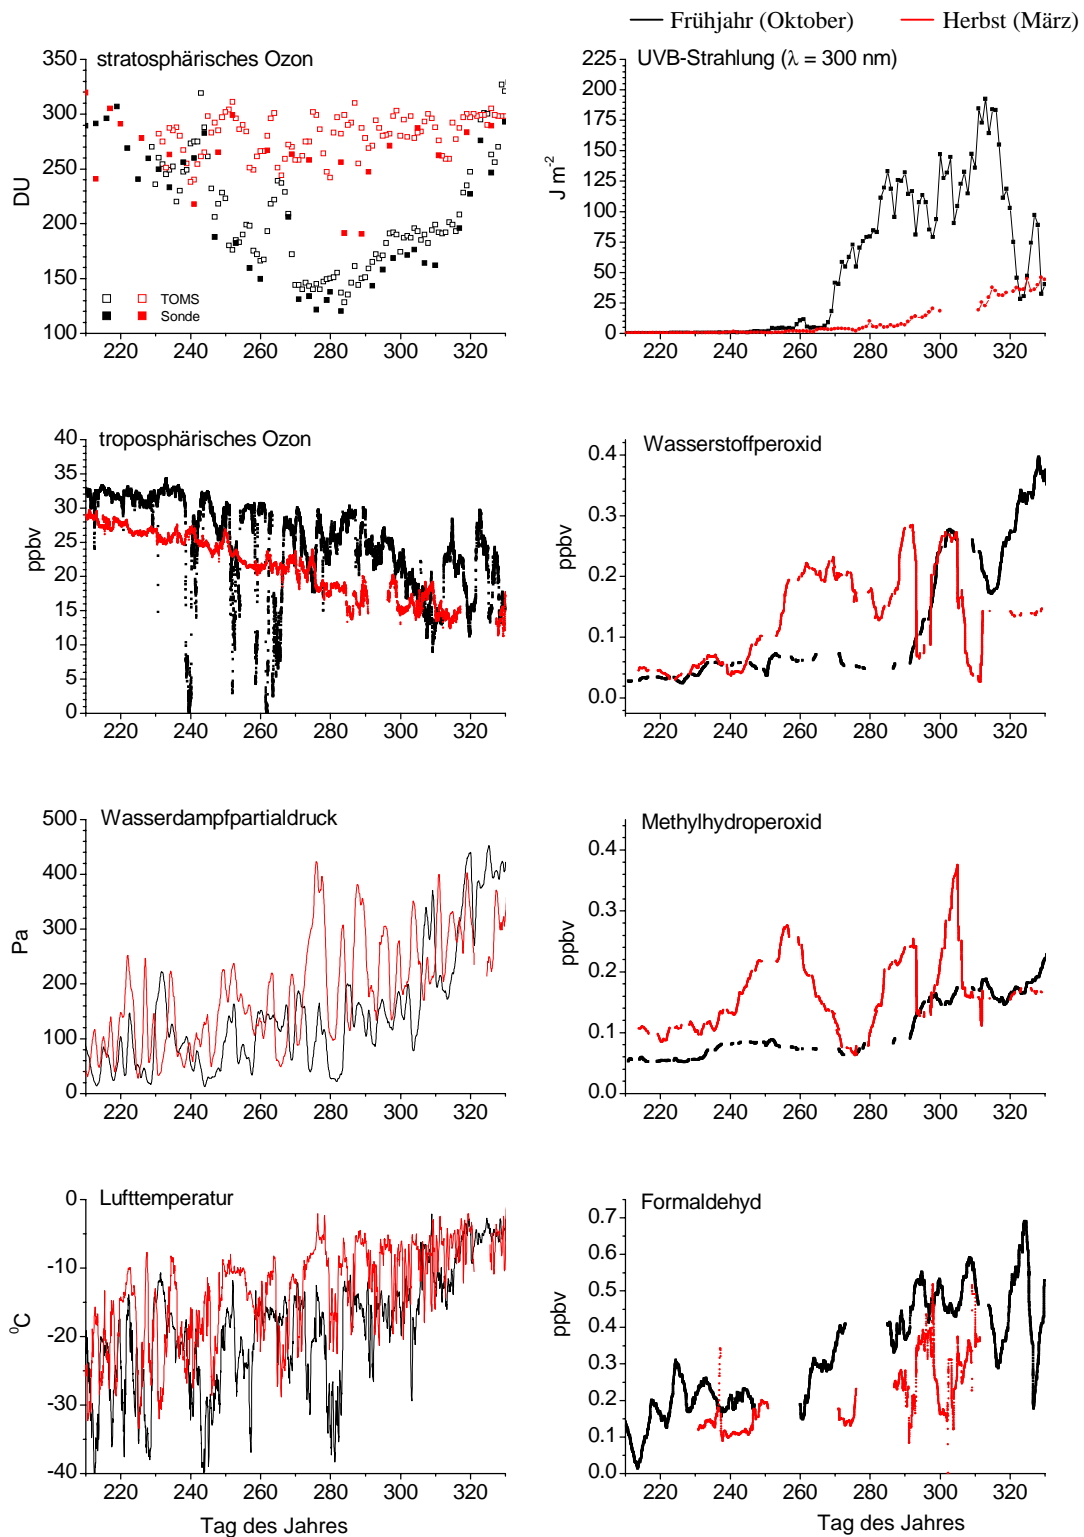 Frühjahr (Oktober) Herbst (März)
stratosphärisches Ozon
350
300
250
200
150
100
DU
TOMS
Sonde
220 240 260 280 300 320
UVB-Strahlung (λ = 300 nm)
225
200
175
150
125
100
75
50
25
0
J m-2
220 240 260 280 300 320
troposphärisches Ozon
40
35
30
25
20
15
10
5
0
ppbv
220 240 260 280 300 320
Wasserstoffperoxid
0.4
0.3
0.2
0.1
0.0
ppbv
220 240 260 280 300 320
Wasserdampfpartialdruck
500
400
300
200
100
0
Pa
220 240 260 280 300 320
Methylhydroperoxid
0.4
0.3
0.2
0.1
0.0
ppbv
220 240 260 280 300 320
Lufttemperatur
0
-10
-20
-30
-40
0C
220 240 260 280 300 320
Tag des Jahres
Formaldehyd
0.7
0.6
0.5
0.4
0.3
0.2
0.1
0.0
ppbv
220 240 260 280 300 320
Tag des Jahres